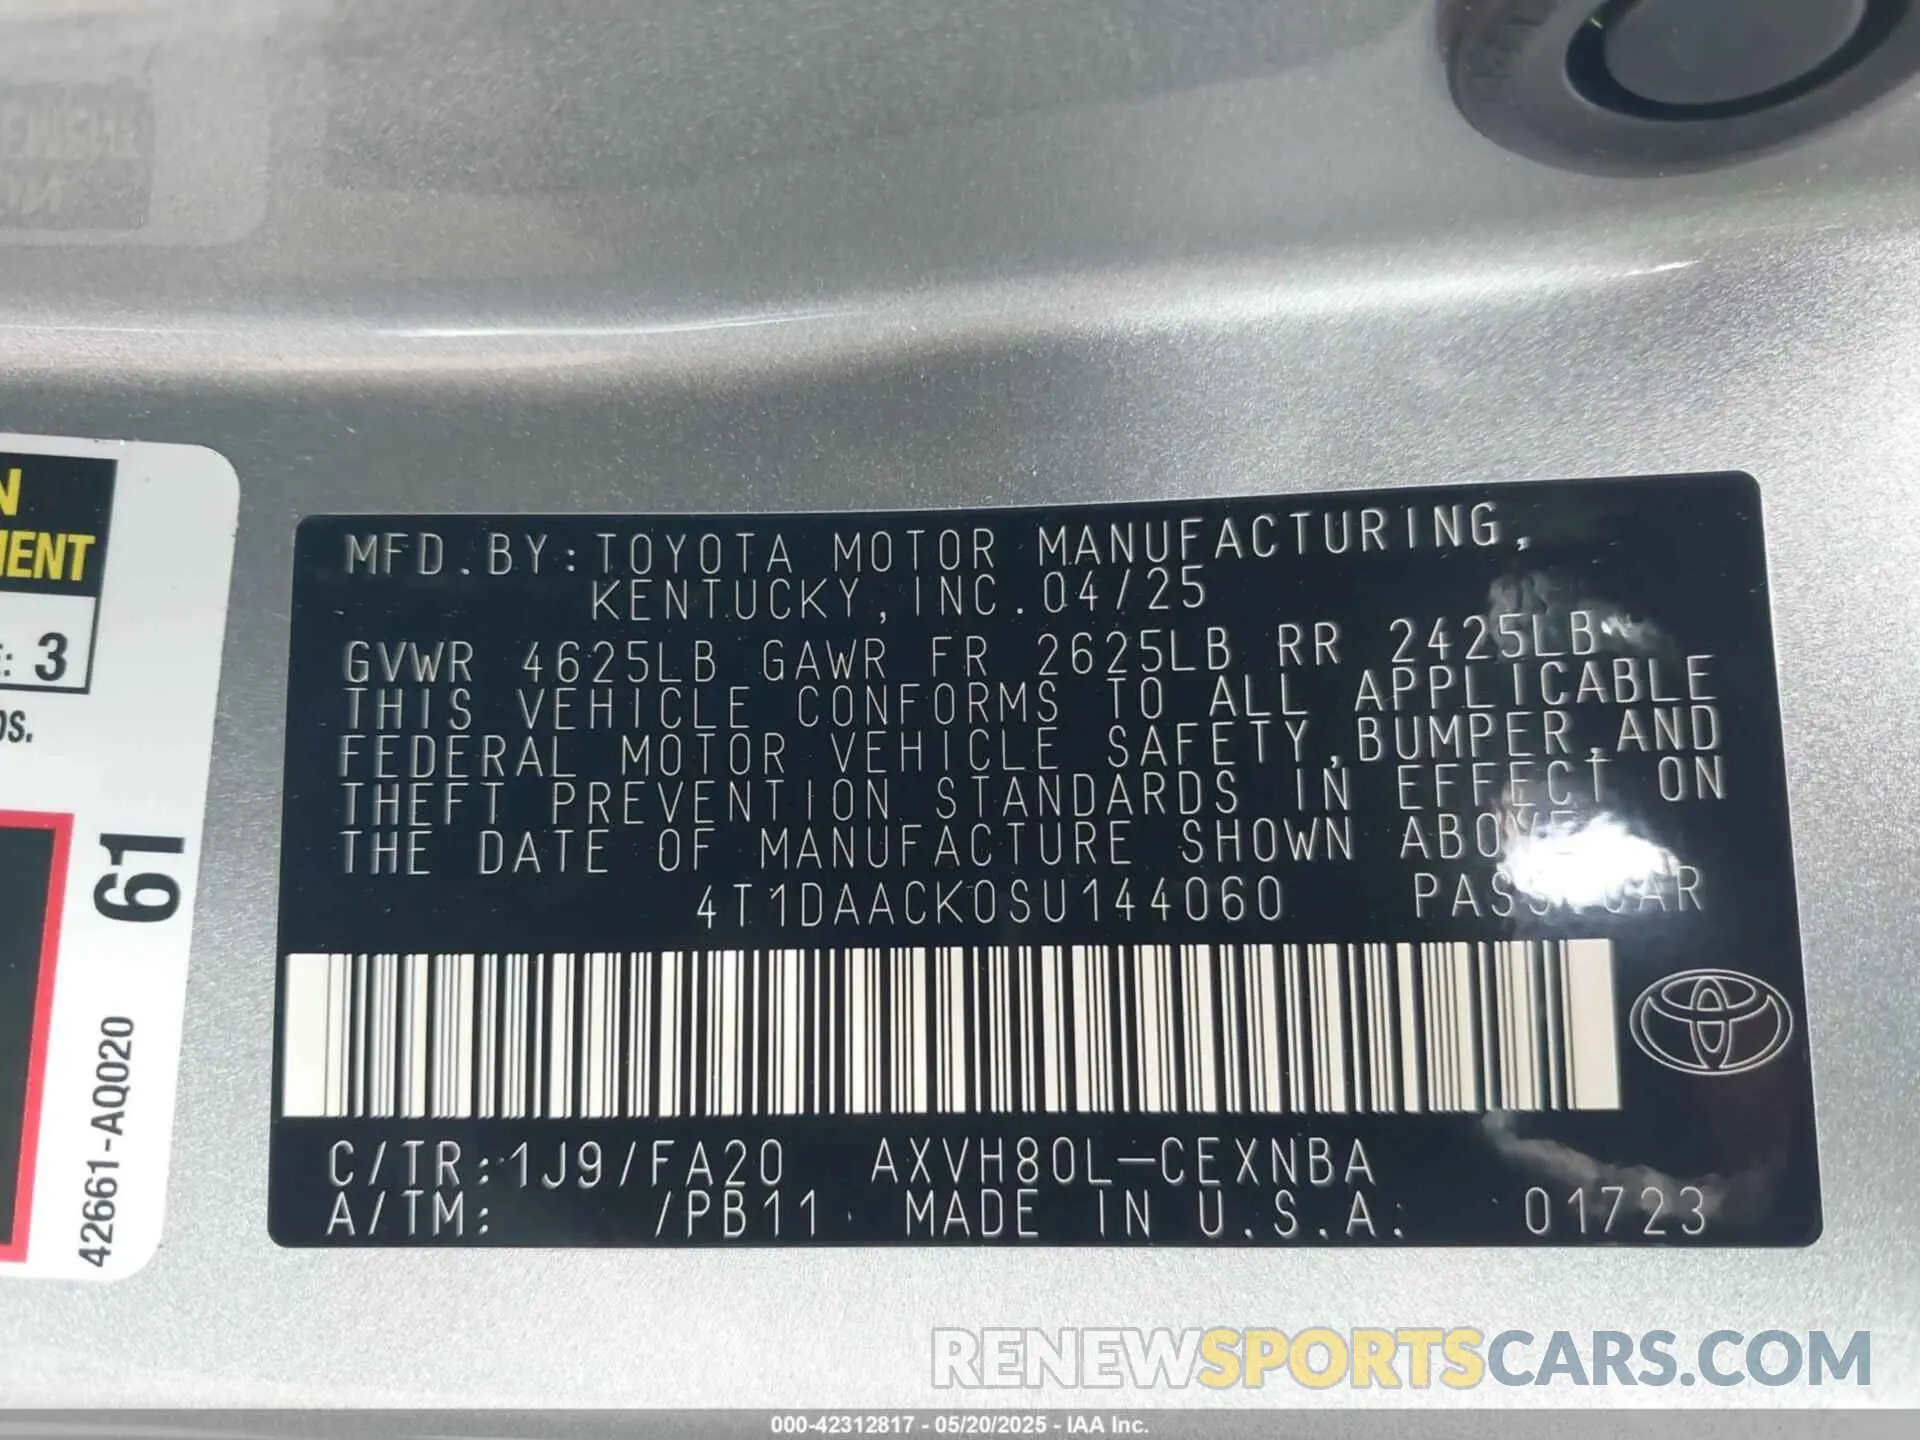 N
MENT
E: 3
DS.
61
42661-AQ020
MFD.BY:TOYOTA MOTOR MANUFACTURING,
KENTUCKY,INC.04/25
GVWR 4625LB GAWR FR 2625LB RR 2425LB
THIS VEHICLE CONFORMS TO ALL APPLICABLE
FEDERAL MOTOR VEHICLE SAFETY,BUMPER,AND
THEFT PREVENTION STANDARDS IN EFFECT ON
THE DATE OF MANUFACTURE SHOWN ABOVE
4T1DAACK0SU144060 PASS.CAR
C/TR:1J9/FA20 AXVH80L-CEXNBA
A/TM: /PB11 MADE IN U.S.A. 01723
RENEWSPORTSCARS.COM
000-42312817 - 05/20/2025 - IAA Inc.